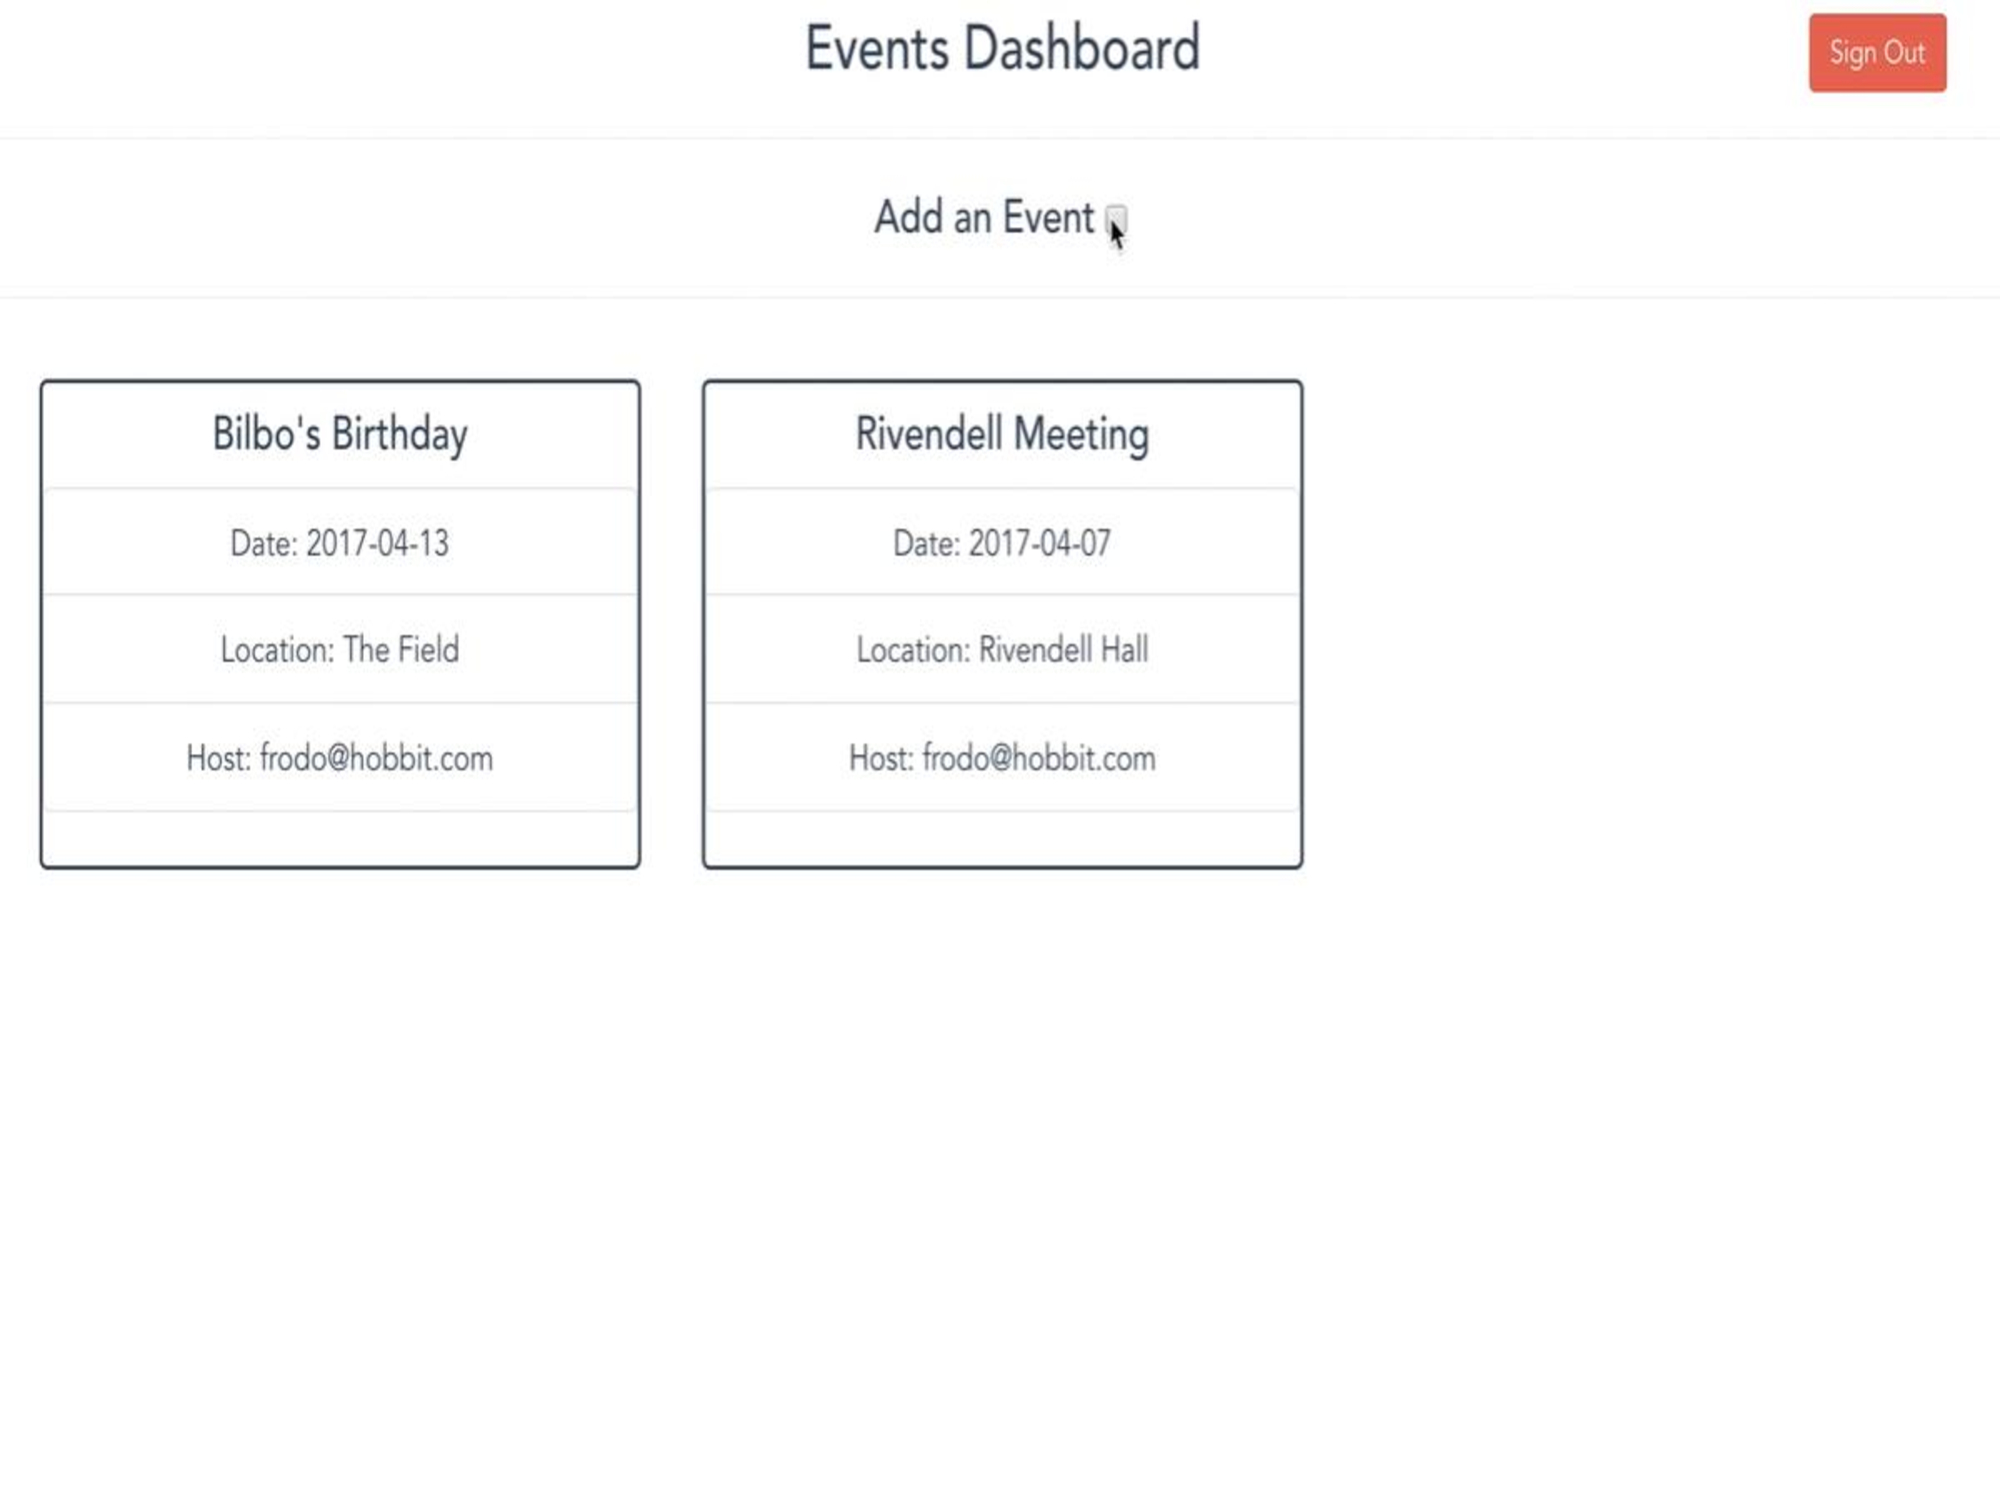 Events Dashboard
Sign Out
Add an Event
Bilbo's Birthday
Date: 2017-04-13
Location: The Field
Host: frodo@hobbit.com
Rivendell Meeting
Date: 2017-04-07
Location: Rivendell Hall
Host: frodo@hobbit.com